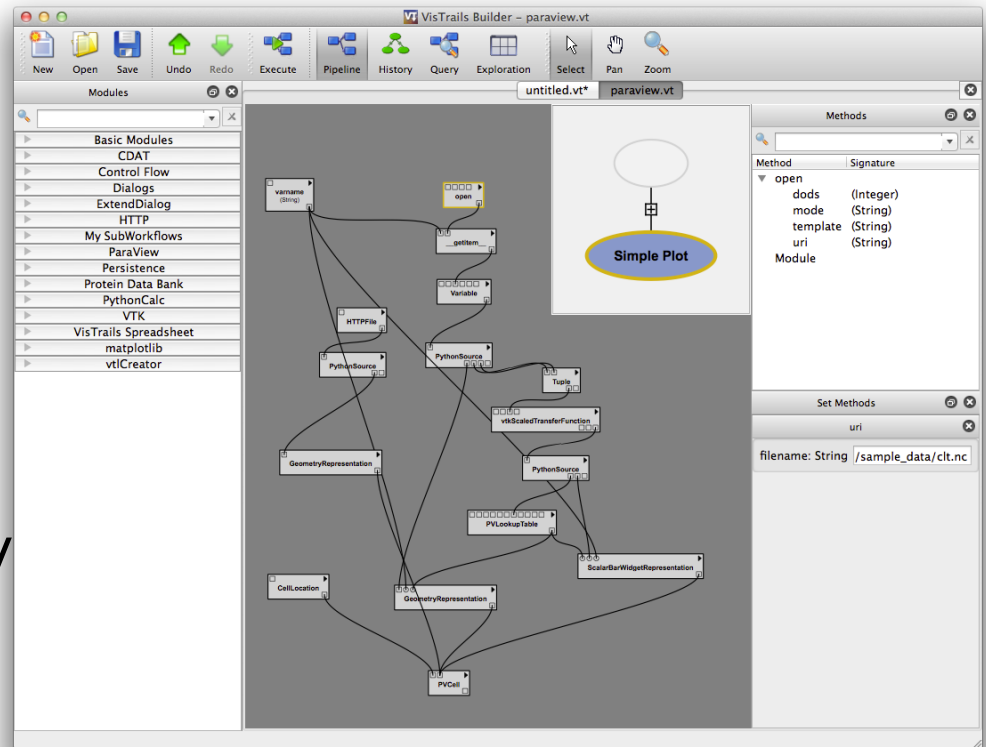 VT VisTrails Builder – paraview.vt
New Open Save Undo Redo Execute Pipeline History Query Exploration Select Pan Zoom
untitled.vt* paraview.vt
Modules
Basic Modules
CDAT
Control Flow
Dialogs
ExtendDialog
HTTP
My SubWorkflows
ParaView
Persistence
Protein Data Bank
PythonCalc
VTK
VisTrails Spreadsheet
matplotlib
vtlCreator
varname
(String)
open
__getItem__
Variable
HTTPFile
PythonSource
PythonSource
Tuple
vtkScaledTransferFunction
GeometryRepresentation
PythonSource
PVLookupTable
ScalarBarWidgetRepresentation
CellLocation
GeometryRepresentation
PVCell
Simple Plot
Methods
Method Signature
open
dods (Integer)
mode (String)
template (String)
uri (String)
Module
Set Methods
uri
filename: String /sample_data/clt.nc
y